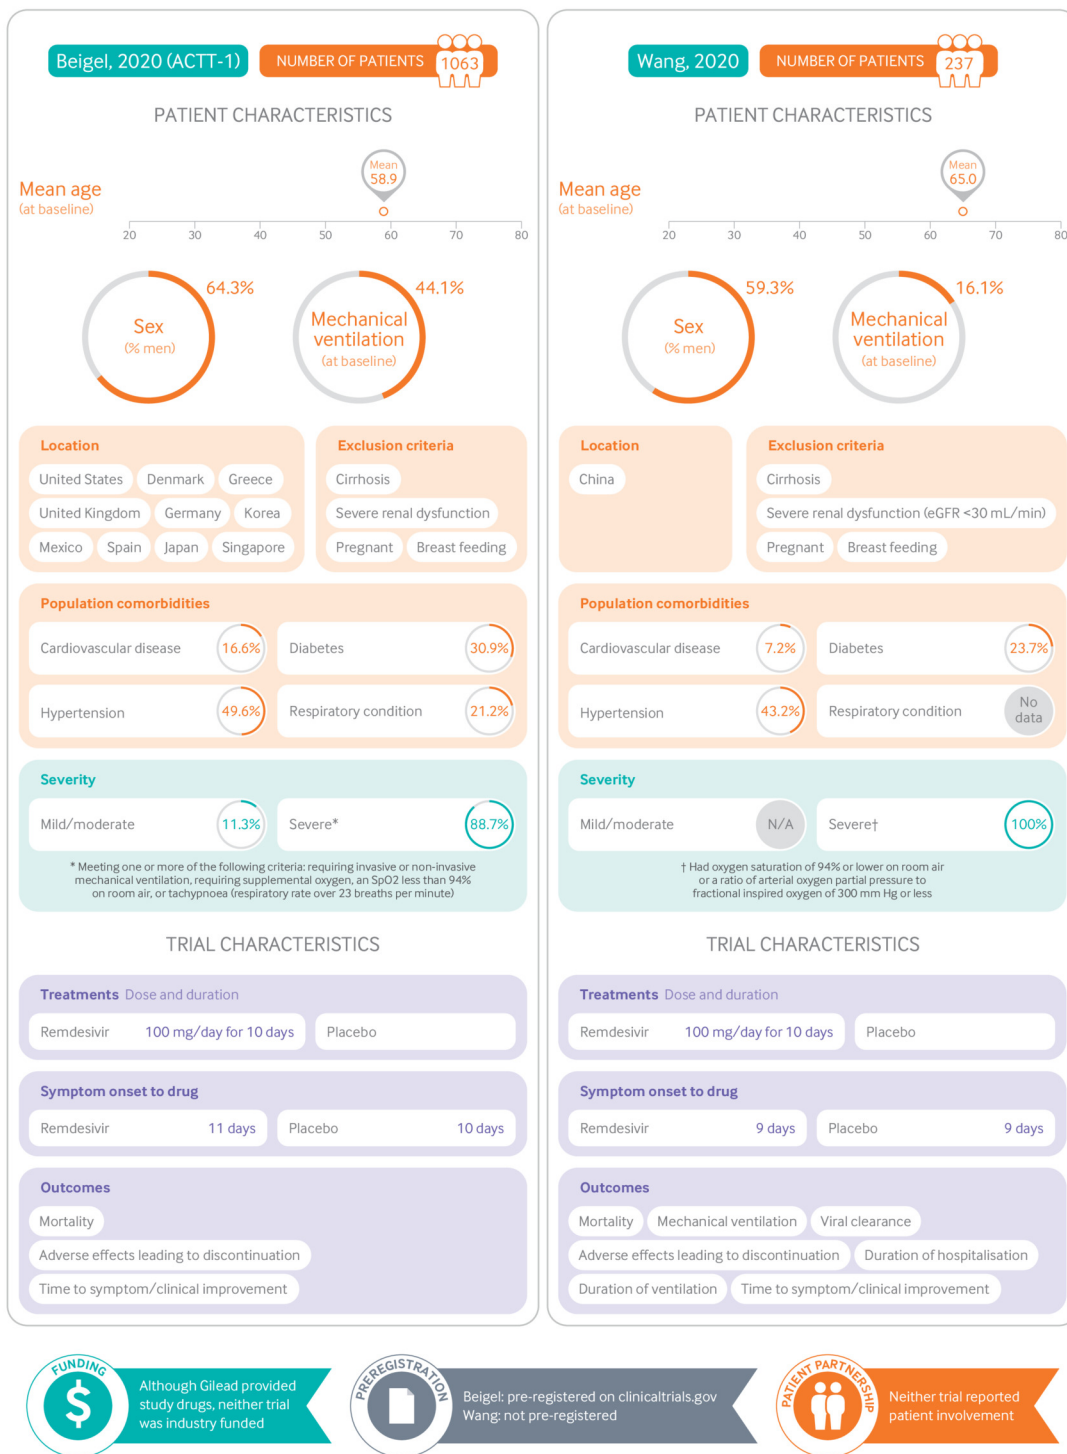 Beigel, 2020 (ACTT-1)
NUMBER OF PATIENTS 1063
PATIENT CHARACTERISTICS
Mean age
(at baseline)
Mean
58.9
20 30 40 50 60 70 80
Sex
(% men)
64.3%
Mechanical
ventilation
(at baseline)
44.1%
Location
United States Denmark Greece
United Kingdom Germany Korea
Mexico Spain Japan Singapore
Exclusion criteria
Cirrhosis
Severe renal dysfunction
Pregnant Breast feeding
Population comorbidities
Cardiovascular disease 16.6% Diabetes 30.9%
Hypertension 49.6% Respiratory condition 21.2%
Severity
Mild/moderate 11.3% Severe* 88.7%
* Meeting one or more of the following criteria: requiring invasive or non-invasive
mechanical ventilation, requiring supplemental oxygen, an SpO2 less than 94%
on room air, or tachypnoea (respiratory rate over 23 breaths per minute)
TRIAL CHARACTERISTICS
Treatments Dose and duration
Remdesivir 100 mg/day for 10 days Placebo
Symptom onset to drug
Remdesivir 11 days Placebo 10 days
Outcomes
Mortality
Adverse effects leading to discontinuation
Time to symptom/clinical improvement
Wang, 2020
NUMBER OF PATIENTS 237
PATIENT CHARACTERISTICS
Mean age
(at baseline)
Mean
65.0
20 30 40 50 60 70 80
Sex
(% men)
59.3%
Mechanical
ventilation
(at baseline)
16.1%
Location
China
Exclusion criteria
Cirrhosis
Severe renal dysfunction (eGFR <30 mL/min)
Pregnant Breast feeding
Population comorbidities
Cardiovascular disease 7.2% Diabetes 23.7%
Hypertension 43.2% Respiratory condition No data
Severity
Mild/moderate N/A Severe† 100%
† Had oxygen saturation of 94% or lower on room air
or a ratio of arterial oxygen partial pressure to
fractional inspired oxygen of 300 mm Hg or less
TRIAL CHARACTERISTICS
Treatments Dose and duration
Remdesivir 100 mg/day for 10 days Placebo
Symptom onset to drug
Remdesivir 9 days Placebo 9 days
Outcomes
Mortality Mechanical ventilation Viral clearance
Adverse effects leading to discontinuation Duration of hospitalisation
Duration of ventilation Time to symptom/clinical improvement
FUNDING
$
Although Gilead provided
study drugs, neither trial
was industry funded
PREREGISTRATION
Beigel: pre-registered on clinicaltrials.gov
Wang: not pre-registered
PATIENT PARTNERSHIP
Neither trial reported
patient involvement